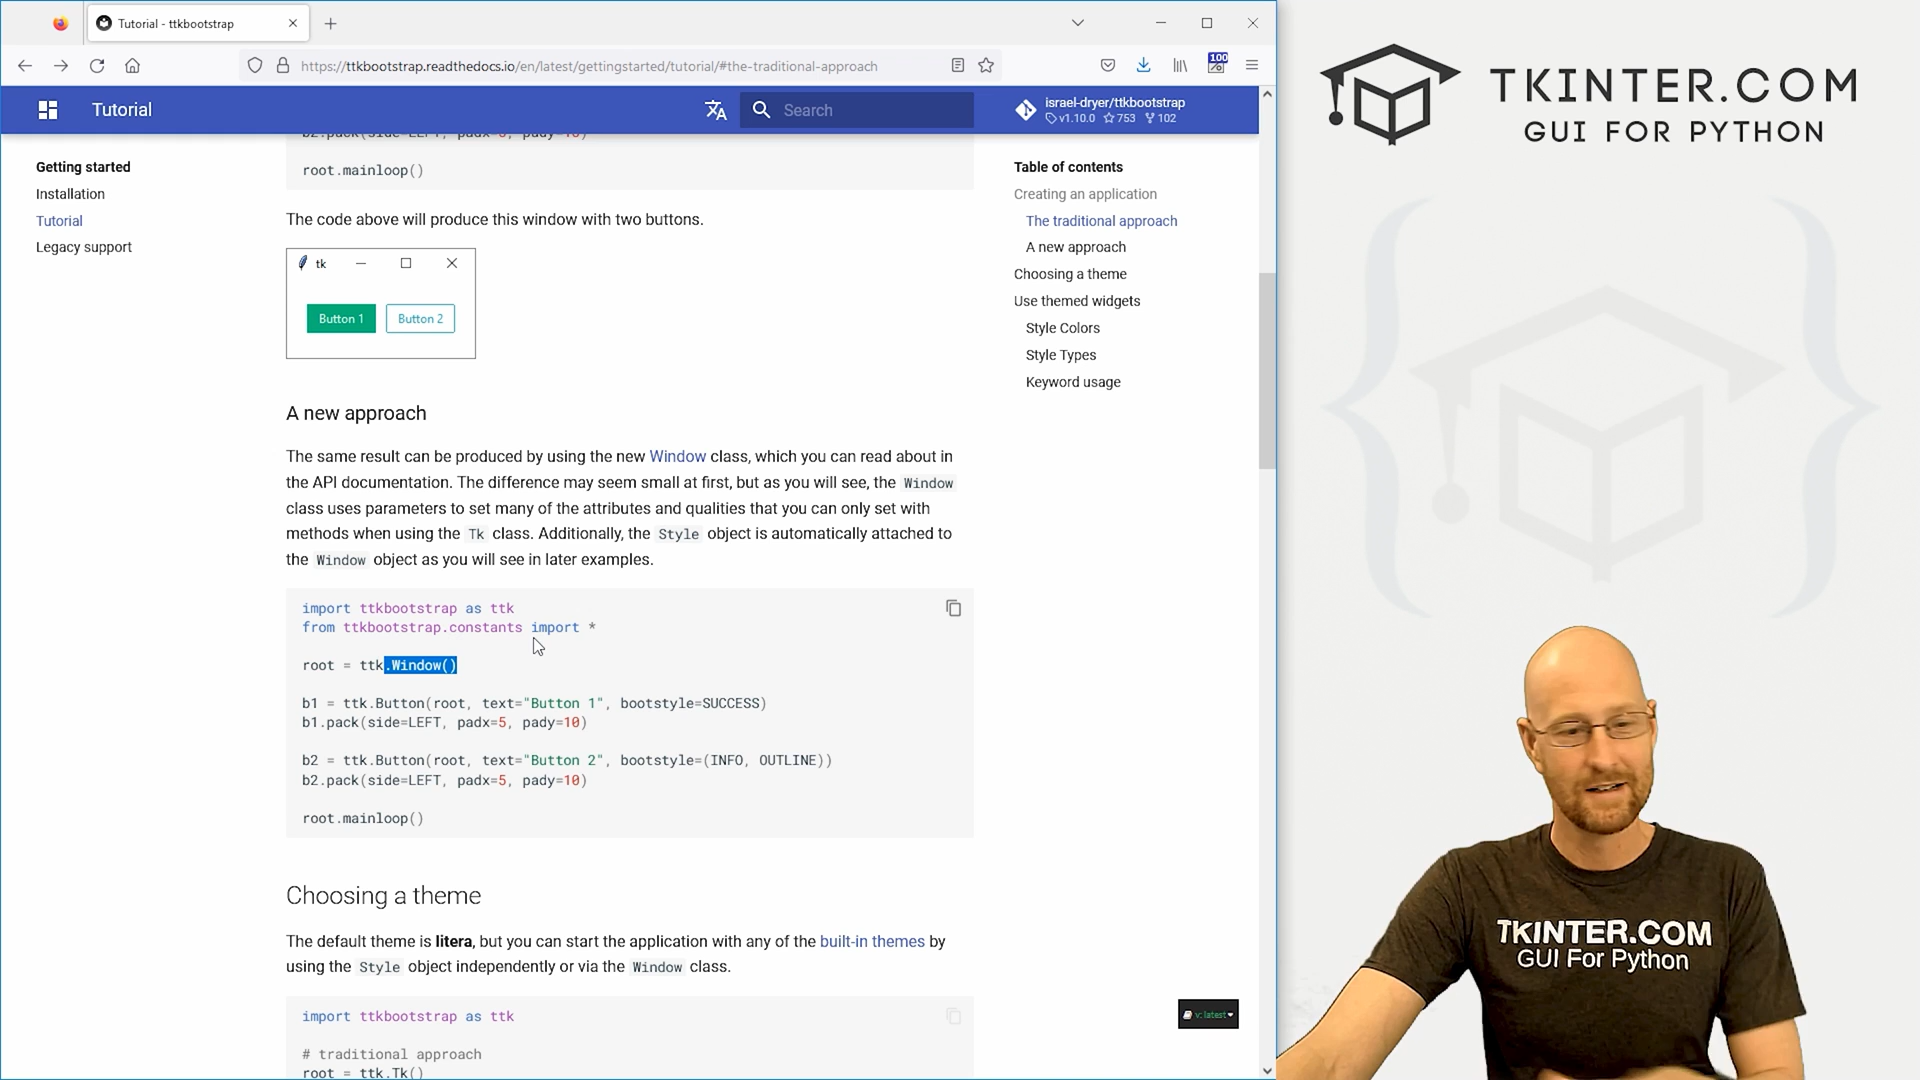 Tutorial - ttkbootstrap
https://ttkbootstrap.readthedocs.io/en/latest/gettingstarted/tutorial/#the-traditional-approach
100
Tutorial
Search
israel-dryer/ttkbootstrap
v1.10.0 753 102
Getting started
Installation
Tutorial
Legacy support
b2.pack(side=LEFT, padx=5, pady=10)
root.mainloop()
The code above will produce this window with two buttons.
tk
Button 1 Button 2
A new approach
The same result can be produced by using the new Window class, which you can read about in
the API documentation. The difference may seem small at first, but as you will see, the Window
class uses parameters to set many of the attributes and qualities that you can only set with
methods when using the Tk class. Additionally, the Style object is automatically attached to
the Window object as you will see in later examples.
import ttkbootstrap as ttk
from ttkbootstrap.constants import *
root = ttk.Window()
b1 = ttk.Button(root, text="Button 1", bootstyle=SUCCESS)
b1.pack(side=LEFT, padx=5, pady=10)
b2 = ttk.Button(root, text="Button 2", bootstyle=(INFO, OUTLINE))
b2.pack(side=LEFT, padx=5, pady=10)
root.mainloop()
Choosing a theme
The default theme is litera, but you can start the application with any of the built-in themes by
using the Style object independently or via the Window class.
import ttkbootstrap as ttk
# traditional approach
root = ttk.Tk()
Table of contents
Creating an application
The traditional approach
A new approach
Choosing a theme
Use themed widgets
Style Colors
Style Types
Keyword usage
v: latest
TKINTER.COM
GUI FOR PYTHON
TKINTER.COM
GUI For Python